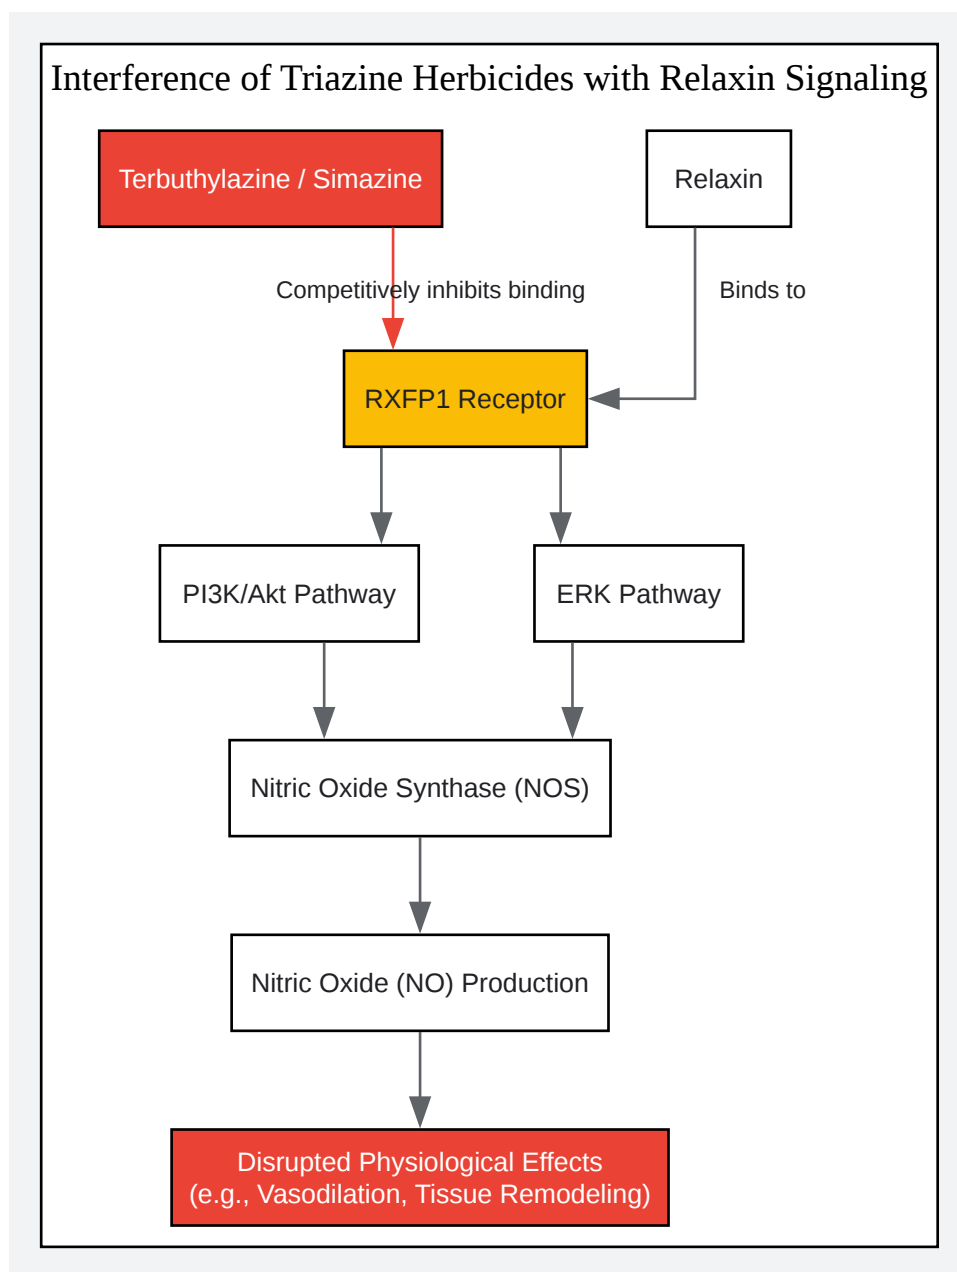 Interference of Triazine Herbicides with Relaxin Signaling
Terbuthylazine / Simazine
Relaxin
Competitively inhibits binding
Binds to
RXFP1 Receptor
PI3K/Akt Pathway
ERK Pathway
Nitric Oxide Synthase (NOS)
Nitric Oxide (NO) Production
Disrupted Physiological Effects
(e.g., Vasodilation, Tissue Remodeling)